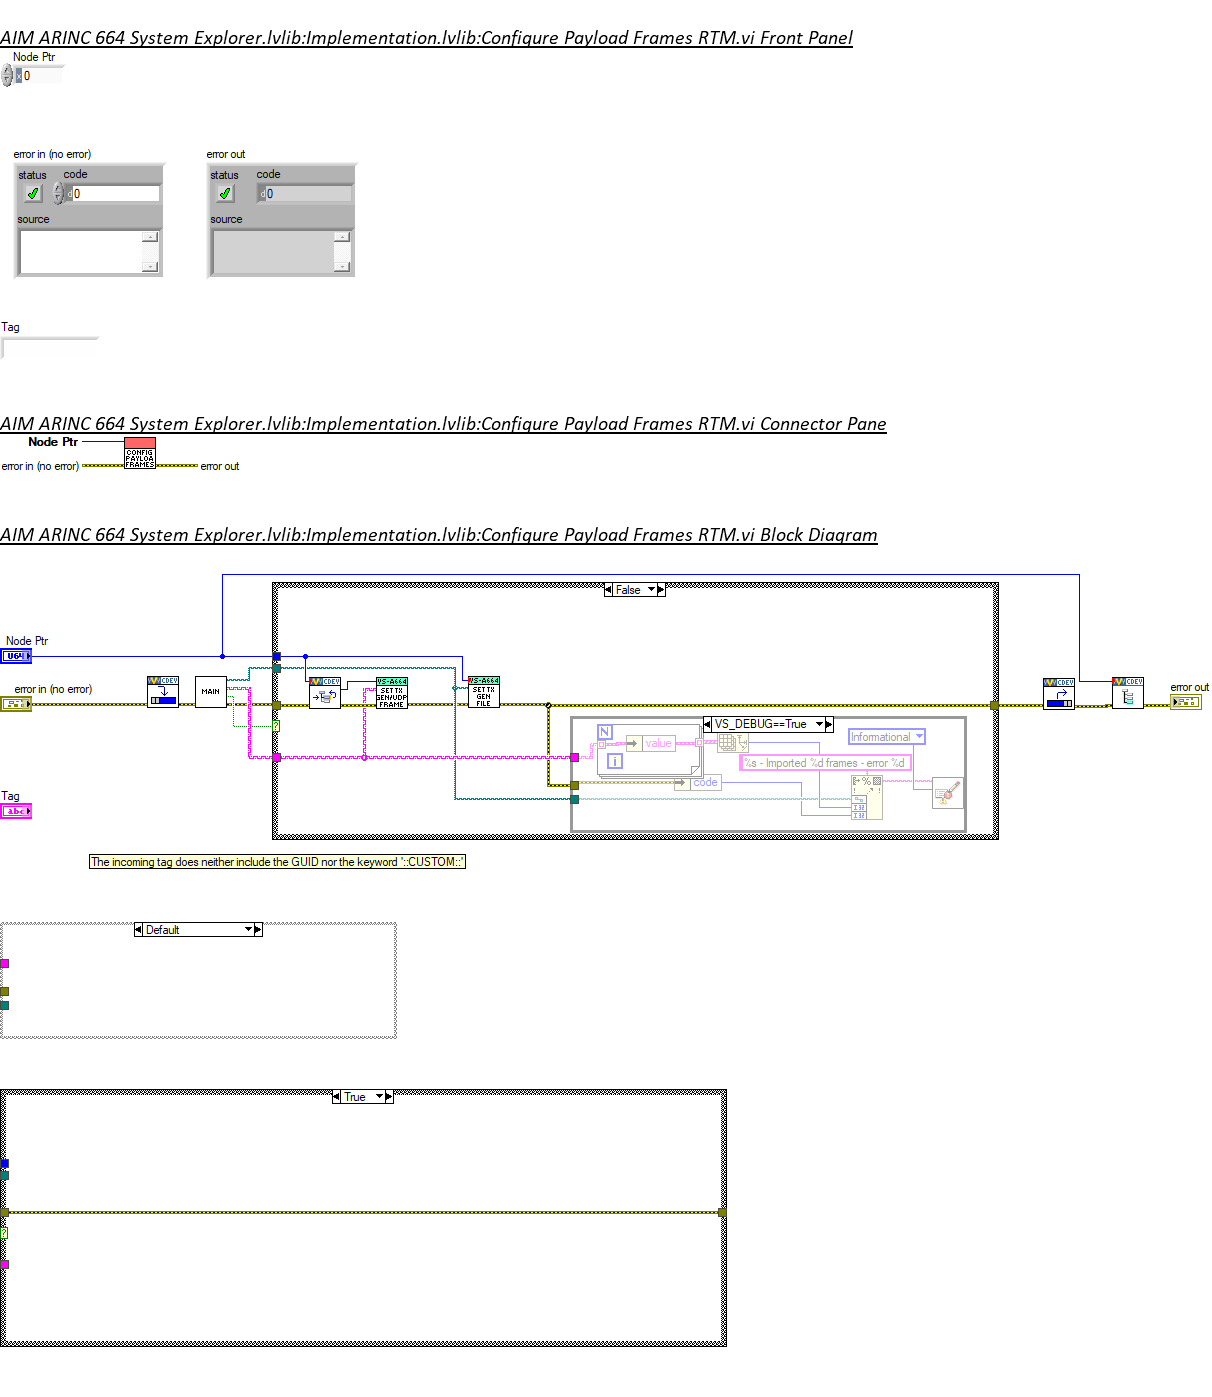 AIM ARINC 664 System Explorer.lvlib:Implementation.lvlib:Configure Payload Frames RTM.vi Front Panel
Node Ptr
x 0
error in (no error)
error out
status code
d 0
source
status code
d 0
source
Tag
AIM ARINC 664 System Explorer.lvlib:Implementation.lvlib:Configure Payload Frames RTM.vi Connector Pane
Node Ptr
error in (no error)
CONFIG
PAYLOA
FRAMES
error out
AIM ARINC 664 System Explorer.lvlib:Implementation.lvlib:Configure Payload Frames RTM.vi Block Diagram
False
Node Ptr
U64
error in (no error)
CDEV
MAIN
CDEV
VS-A664
SET TX
GEN/UDP
FRAME
VS-A664
SET TX
GEN
FILE
CDEV
CDEV
error out
?
VS_DEBUG==True
N
i
value
Informational
%s - Imported %d frames - error %d
code
Tag
abc
The incoming tag does neither include the GUID nor the keyword '::CUSTOM::'
Default
True
?